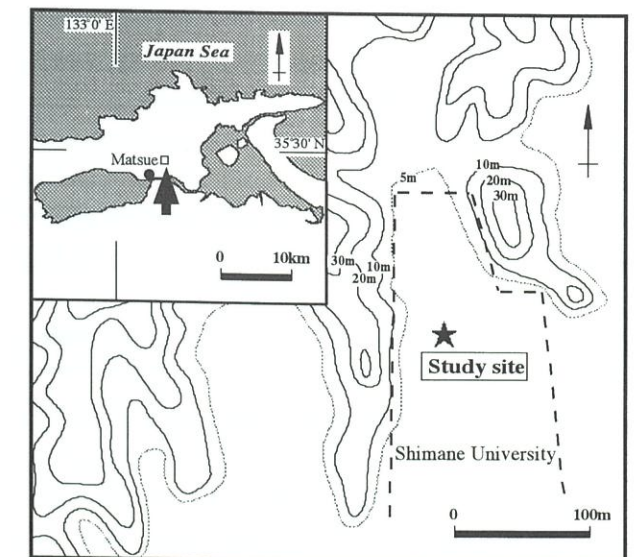 133°0' E
Japan Sea
35°30' N
Matsue
0 10km
10m
20m
30m
5m
30m
10m
20m
Study site
Shimane University
0 100m